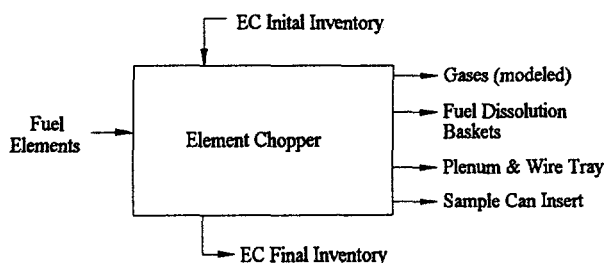 EC Inital Inventory
Gases (modeled)
Fuel Dissolution
Baskets
Fuel
Elements
Element Chopper
Plenum & Wire Tray
Sample Can Insert
EC Final Inventory